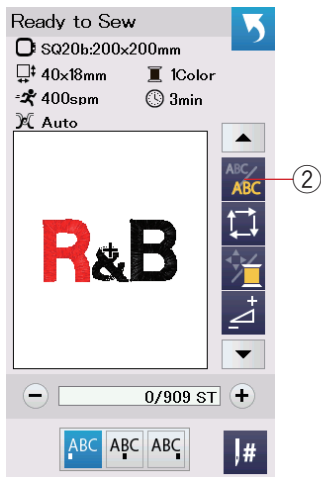 Ready to Sew
SQ20b:200x200mm
40x18mm 1Color
400spm 3min
Auto
ABC
ABC
②
R&B
+
− 0/909 ST +
ABC ABC ABC #